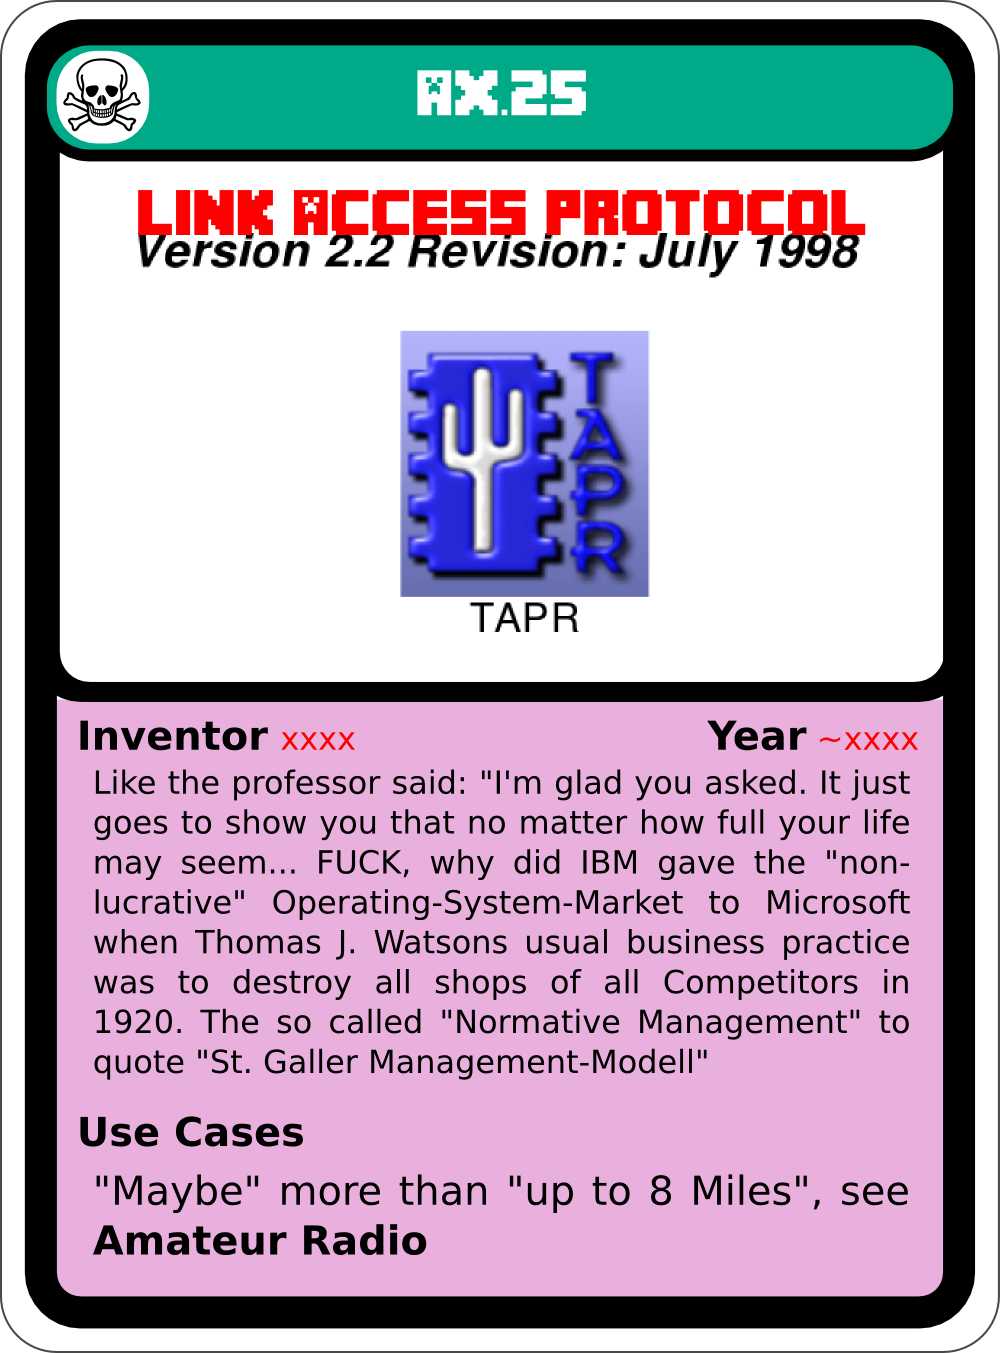 AX.25
LINK ACCESS PROTOCOL
Version 2.2 Revision: July 1998
TAPR
TAPR
Inventor xxxx
Year ~xxxx
Like the professor said: "I'm glad you asked. It just
goes to show you that no matter how full your life
may seem... FUCK, why did IBM gave the "non-
lucrative" Operating-System-Market to Microsoft
when Thomas J. Watsons usual business practice
was to destroy all shops of all Competitors in
1920. The so called "Normative Management" to
quote "St. Galler Management-Modell"
Use Cases
"Maybe" more than "up to 8 Miles", see
Amateur Radio